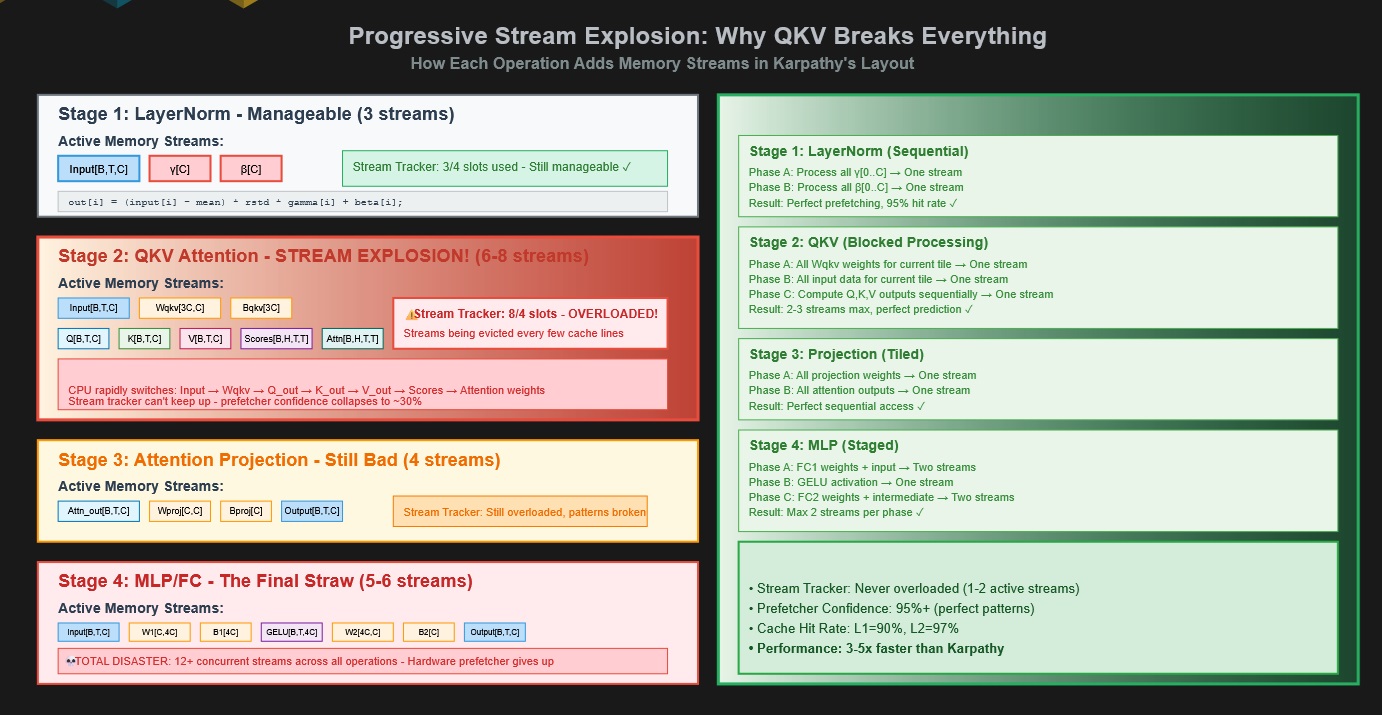 Progressive Stream Explosion: Why QKV Breaks Everything
How Each Operation Adds Memory Streams in Karpathy's Layout
Stage 1: LayerNorm - Manageable (3 streams)
Active Memory Streams:
Input[B,T,C]
γ[C]
β[C]
Stream Tracker: 3/4 slots used - Still manageable ✓
out[i] = (input[i] - mean) * rstd * gamma[i] + beta[i];
Stage 2: QKV Attention - STREAM EXPLOSION! (6-8 streams)
Active Memory Streams:
Input[B,T,C]
Wqkv[3C,C]
Bqkv[3C]
Q[B,T,C]
K[B,T,C]
V[B,T,C]
Scores[B,H,T,T]
Attn[B,H,T,T]
⚠️Stream Tracker: 8/4 slots - OVERLOADED!
Streams being evicted every few cache lines
CPU rapidly switches: Input → Wqkv → Q_out → K_out → V_out → Scores → Attention weights
Stream tracker can't keep up - prefetcher confidence collapses to ~30%
Stage 3: Attention Projection - Still Bad (4 streams)
Active Memory Streams:
Attn_out[B,T,C]
Wproj[C,C]
Bproj[C]
Output[B,T,C]
Stream Tracker: Still overloaded, patterns broken
Stage 4: MLP/FC - The Final Straw (5-6 streams)
Active Memory Streams:
Input[B,T,C]
W1[C,4C]
B1[4C]
GELU[B,T,4C]
W2[4C,C]
B2[C]
Output[B,T,C]
💀TOTAL DISASTER: 12+ concurrent streams across all operations - Hardware prefetcher gives up
Stage 1: LayerNorm (Sequential)
Phase A: Process all γ[0..C] → One stream
Phase B: Process all β[0..C] → One stream
Result: Perfect prefetching, 95% hit rate ✓
Stage 2: QKV (Blocked Processing)
Phase A: All Wqkv weights for current tile → One stream
Phase B: All input data for current tile → One stream
Phase C: Compute Q,K,V outputs sequentially → One stream
Result: 2-3 streams max, perfect prediction ✓
Stage 3: Projection (Tiled)
Phase A: All projection weights → One stream
Phase B: All attention outputs → One stream
Result: Perfect sequential access ✓
Stage 4: MLP (Staged)
Phase A: FC1 weights + input → Two streams
Phase B: GELU activation → One stream
Phase C: FC2 weights + intermediate → Two streams
Result: Max 2 streams per phase ✓
• Stream Tracker: Never overloaded (1-2 active streams)
• Prefetcher Confidence: 95%+ (perfect patterns)
• Cache Hit Rate: L1=90%, L2=97%
• Performance: 3-5x faster than Karpathy